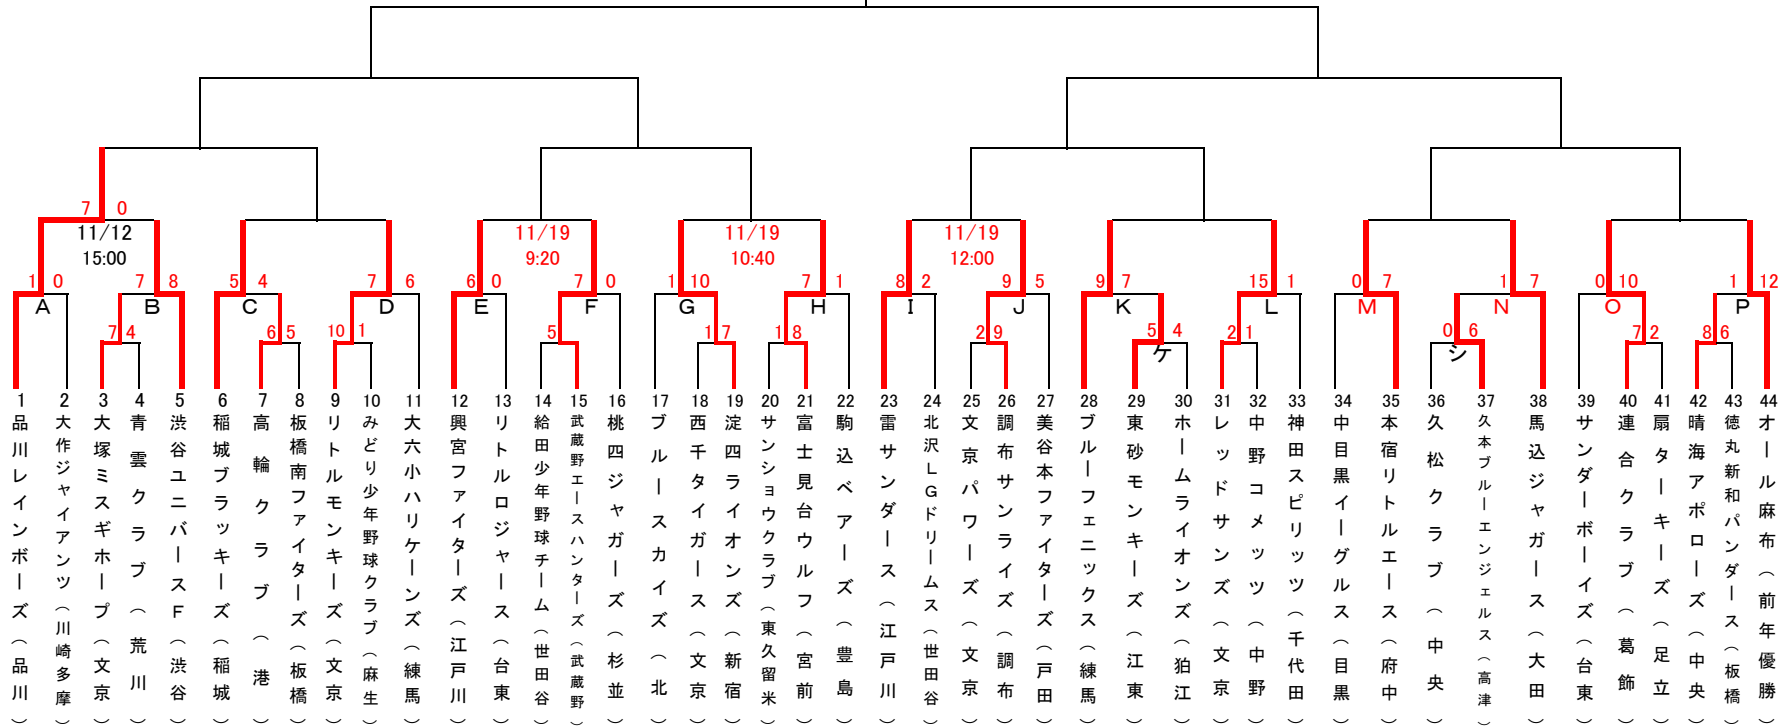 7 0
11/12
15:00
11/19
9:20
11/19
10:40
11/19
12:00
1 0
7 8
5 4
7 6
6 0
7 0
1 10
7 1
8 2
9 5
9 7
15 1
0 7
1 7
0 10
1 12
A
B
C
D
E
F
G
H
I
J
K
L
M
N
O
P
7 4
6 5
10 1
5
1 7
1 8
2 9
5 4
ケ
2 1
0 6
シ
7 2
8 6
1 品川レインボーズ(品川)
2 大作ジャイアンツ(川崎多摩)
3 大塚ミスギホープ(文京)
4 青雲クラブ(荒川)
5 渋谷ユニバースF(渋谷)
6 稲城ブラッキーズ(稲城)
7 高輪クラブ(港)
8 板橋南ファイターズ(板橋)
9 リトルモンキーズ(文京)
10 みどり少年野球クラブ(麻生)
11 大六小ハリケーンズ(練馬)
12 興宮ファイターズ(江戸川)
13 リトルロジャース(台東)
14 給田少年野球チーム(世田谷)
15 武蔵野エースハンターズ(武蔵野)
16 桃四ジャガーズ(杉並)
17 ブルースカイズ(北)
18 西千タイガース(文京)
19 淀四ライオンズ(新宿)
20 サンショウクラブ(東久留米)
21 富士見台ウルフ(宮前)
22 駒込ベアーズ(豊島)
23 雷サンダース(江戸川)
24 北沢LGドリームス(世田谷)
25 文京パワーズ(文京)
26 調布サンライズ(調布)
27 美谷本ファイターズ(戸田)
28 ブルーフェニックス(練馬)
29 東砂モンキーズ(江東)
30 ホームライオンズ(狛江)
31 レッドサンズ(文京)
32 中野コメッツ(中野)
33 神田スピリッツ(千代田)
34 中目黒イーグルス(目黒)
35 本宿リトルエース(府中)
36 久松クラブ(中央)
37 久本ブルーエンジェルス(高津)
38 馬込ジャガース(大田)
39 サンダーボーイズ(台東)
40 連合クラブ(葛飾)
41 扇ターキーズ(足立)
42 晴海アポローズ(中央)
43 徳丸新和パンダース(板橋)
44 オール麻布(前年優勝)